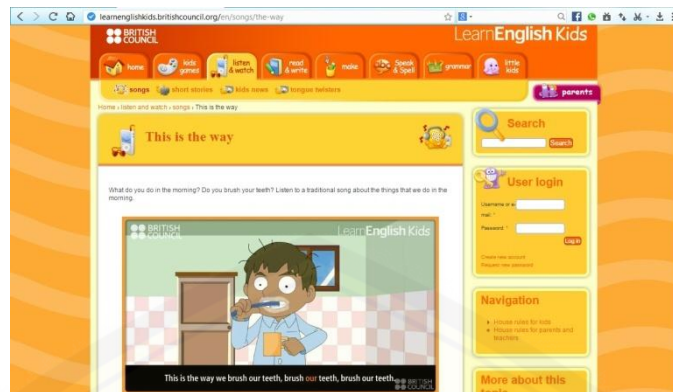 learnenglishkids.britishcouncil.org/en/songs/the-way
BRITISH
COUNCIL
LearnEnglish Kids
home
kids
games
listen
& watch
read
& write
make
Speak
& Spell
grammar
little
kids
songs short stories kids news tongue twisters
parents
Home › listen and watch › songs › This is the way
This is the way
What do you do in the morning? Do you brush your teeth? Listen to a traditional song about the things that we do in the
morning.
BRITISH
COUNCIL
LearnEnglish Kids
This is the way we brush our teeth, brush our teeth, brush our teeth
BRITISH
COUNCIL
Search
Search
User login
Username or e-
mail: *
Password: *
Log in
Create new account
Request new password
Navigation
House rules for kids
House rules for parents and
teachers
More about this